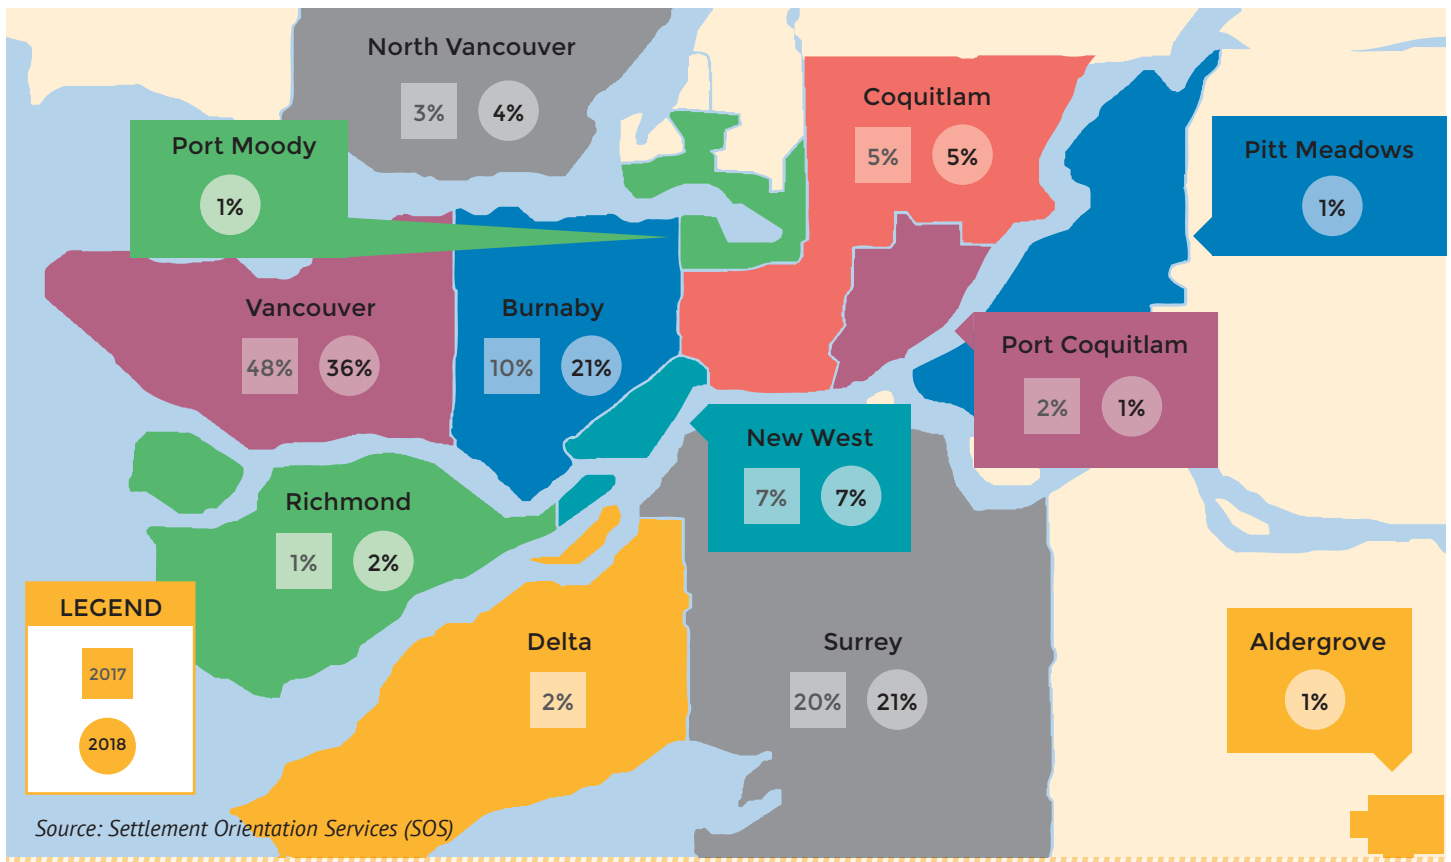 North Vancouver
3% 4%
Coquitlam
5% 5%
Port Moody
1%
Pitt Meadows
1%
Vancouver
48% 36%
Burnaby
10% 21%
Port Coquitlam
2% 1%
New West
7% 7%
Richmond
1% 2%
LEGEND
2017
2018
Delta
2%
Surrey
20% 21%
Aldergrove
1%
Source: Settlement Orientation Services (SOS)